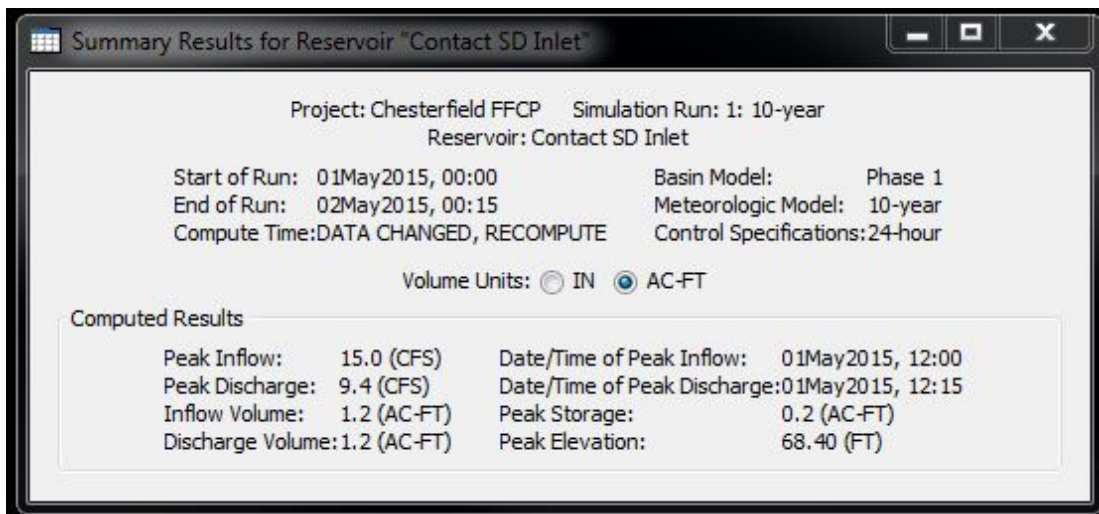 Summary Results for Reservoir "Contact SD Inlet"
Project: Chesterfield FFCP Simulation Run: 1: 10-year
Reservoir: Contact SD Inlet
Start of Run: 01May2015, 00:00 Basin Model: Phase 1
End of Run: 02May2015, 00:15 Meteorologic Model: 10-year
Compute Time:DATA CHANGED, RECOMPUTE Control Specifications:24-hour
Volume Units: IN AC-FT
Computed Results
Peak Inflow: 15.0 (CFS) Date/Time of Peak Inflow: 01May2015, 12:00
Peak Discharge: 9.4 (CFS) Date/Time of Peak Discharge:01May2015, 12:15
Inflow Volume: 1.2 (AC-FT) Peak Storage: 0.2 (AC-FT)
Discharge Volume:1.2 (AC-FT) Peak Elevation: 68.40 (FT)